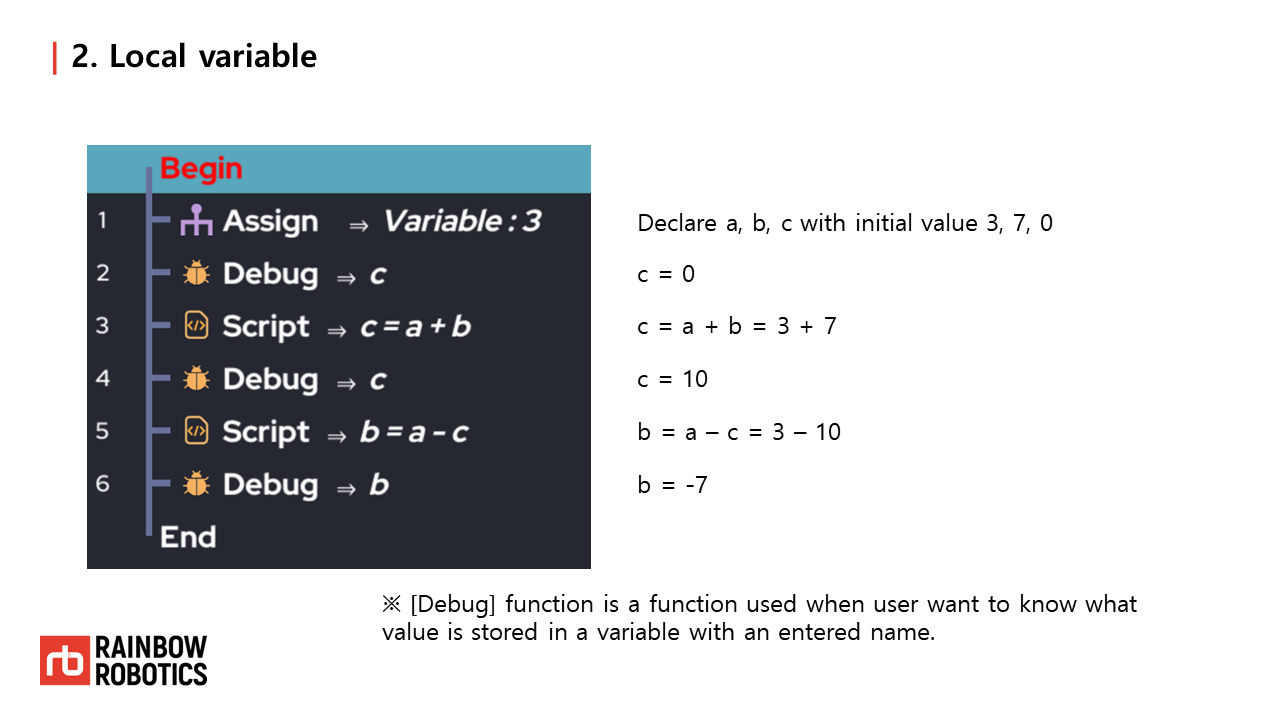 2. Local variable
Begin
1 Assign ⇒ Variable : 3
Declare a, b, c with initial value 3, 7, 0
2 Debug ⇒ c
c = 0
3 Script ⇒ c = a + b
c = a + b = 3 + 7
4 Debug ⇒ c
c = 10
5 Script ⇒ b = a - c
b = a – c = 3 – 10
6 Debug ⇒ b
b = -7
End
※ [Debug] function is a function used when user want to know what
value is stored in a variable with an entered name.
rb
RAINBOW
ROBOTICS